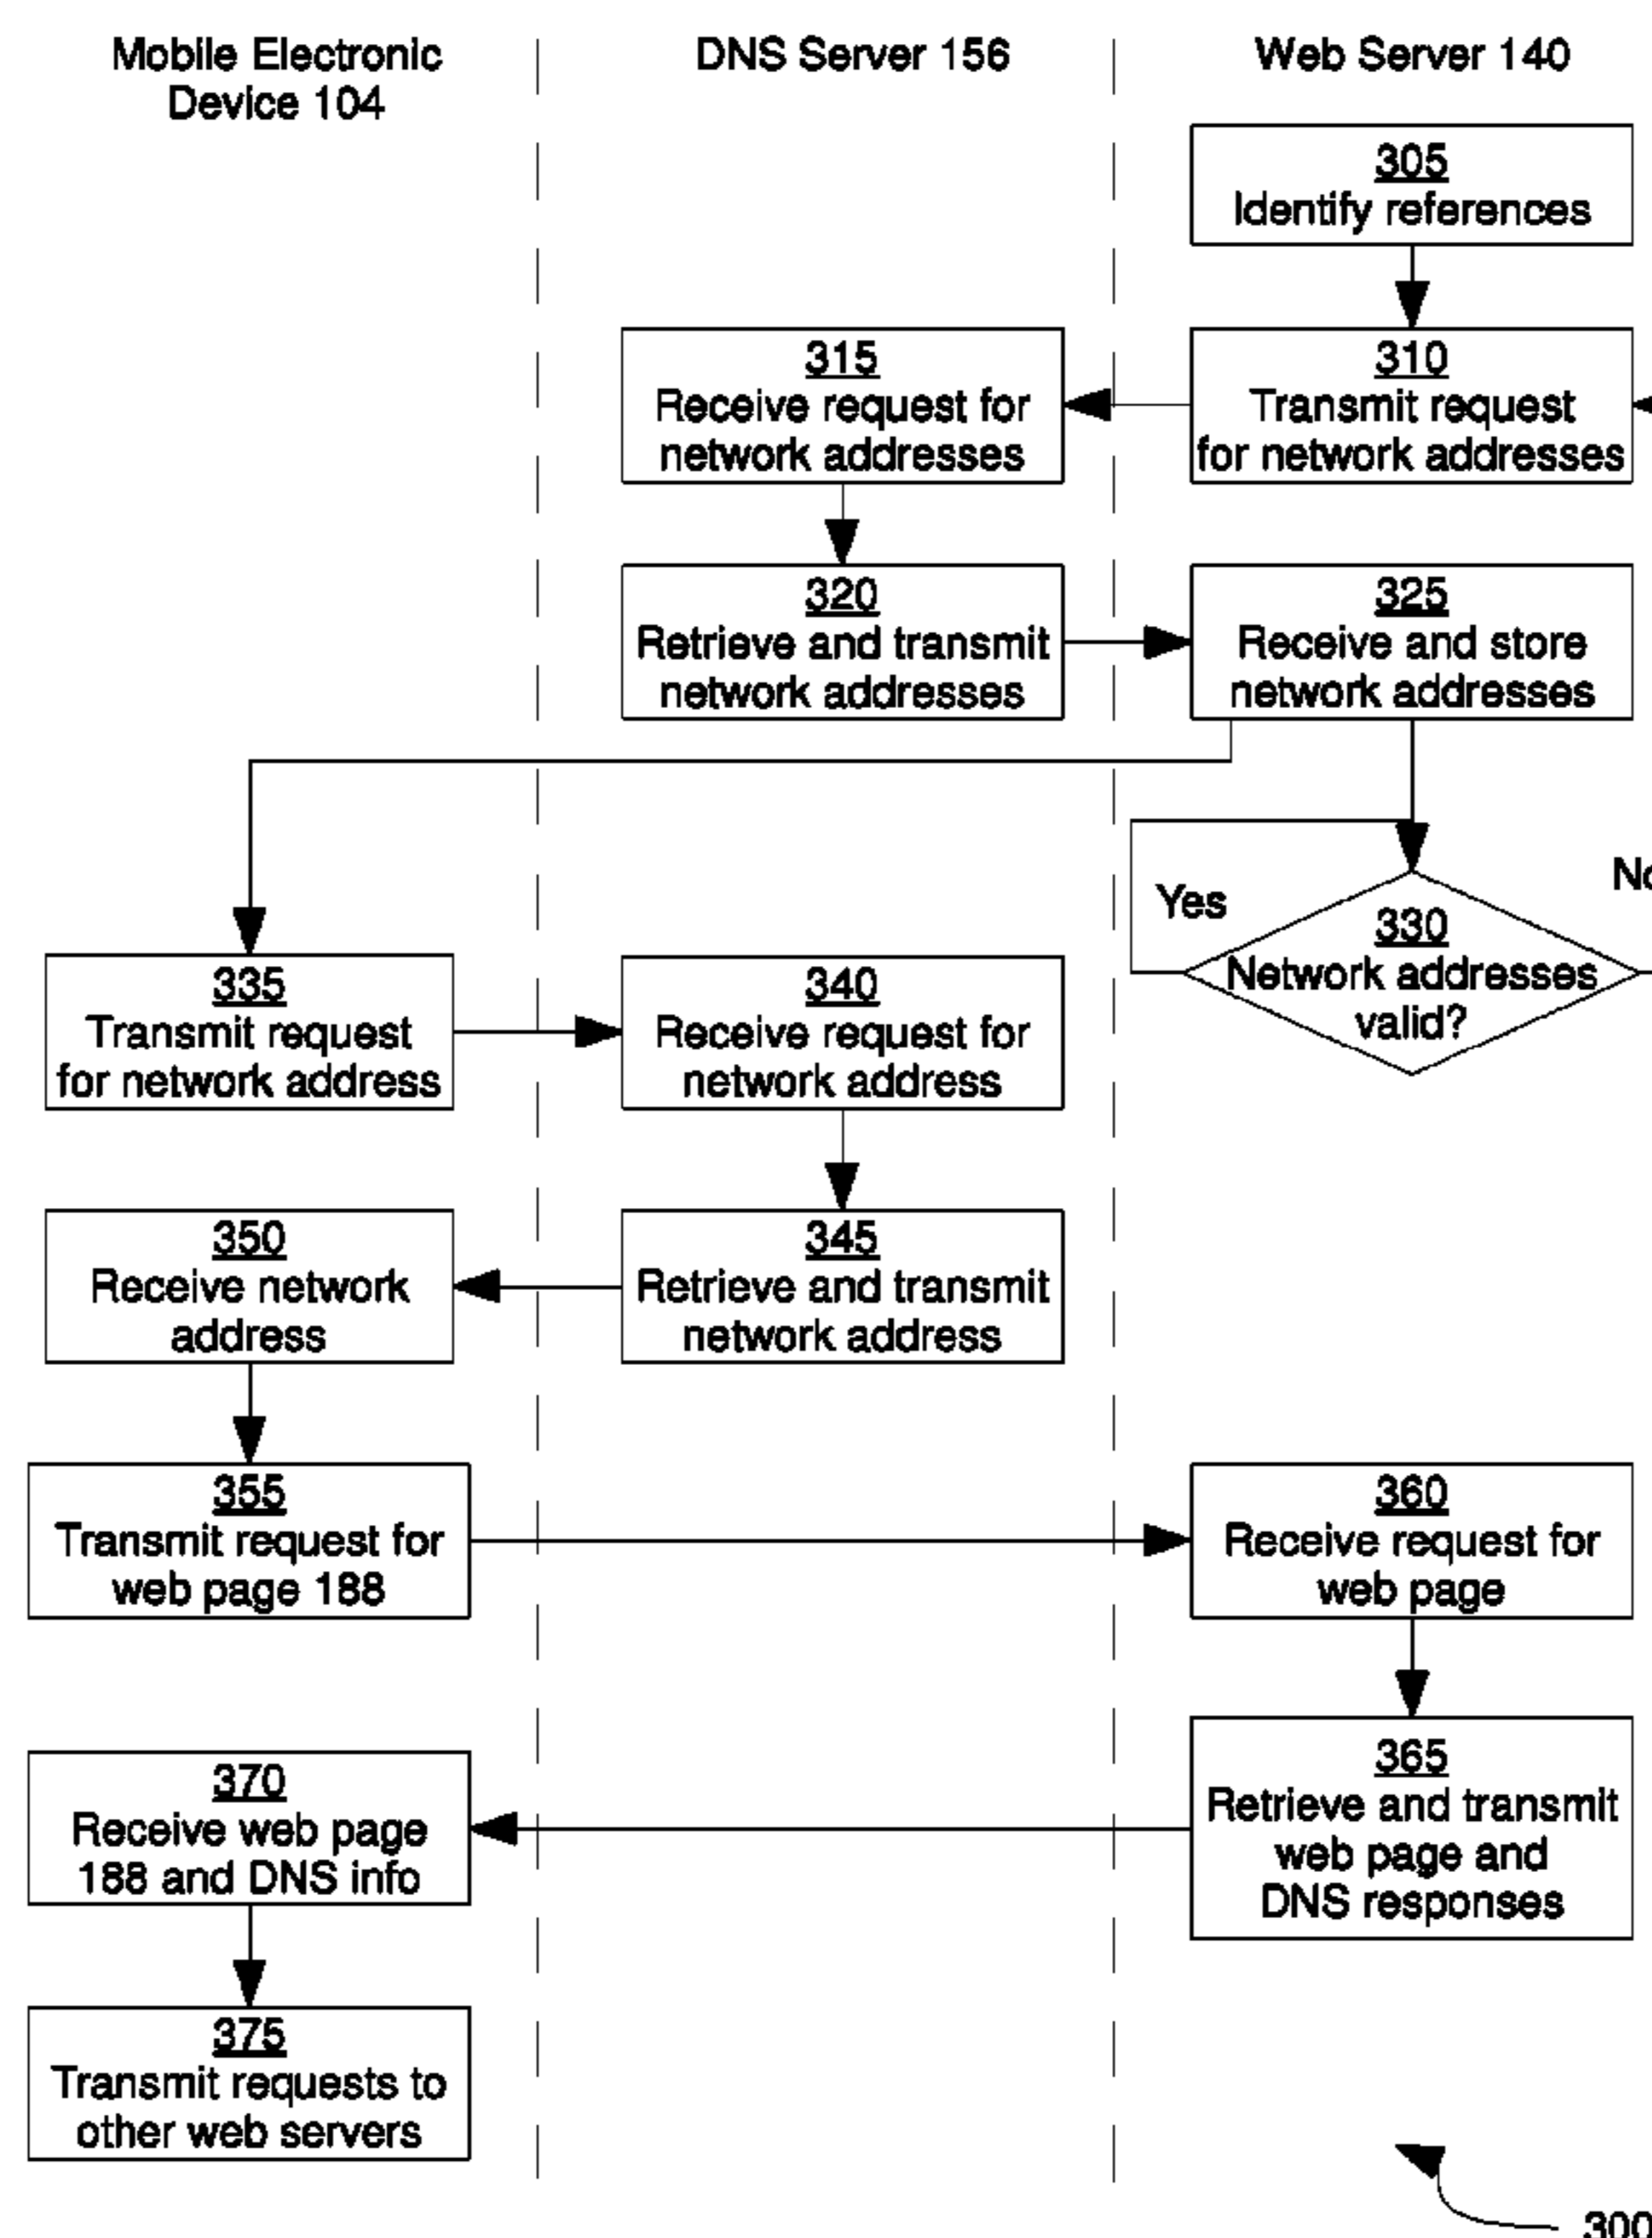 Mobile Electronic
Device 104
DNS Server 156
Web Server 140
305
Identify references
315
Receive request for
network addresses
310
Transmit request
for network addresses
320
Retrieve and transmit
network addresses
325
Receive and store
network addresses
Yes
No
330
Network addresses
valid?
335
Transmit request
for network address
340
Receive request for
network address
350
Receive network
address
345
Retrieve and transmit
network address
355
Transmit request for
web page 188
360
Receive request for
web page
370
Receive web page
188 and DNS info
365
Retrieve and transmit
web page and
DNS responses
375
Transmit requests to
other web servers
300